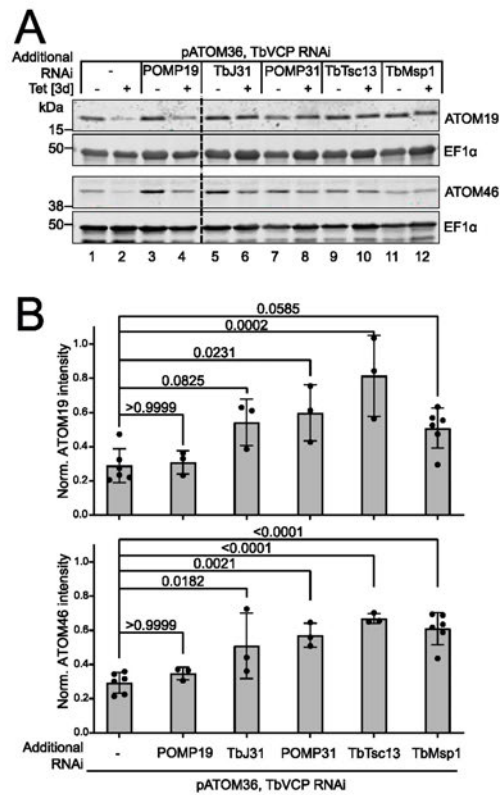 A
pATOM36, TbVCP RNAi
Additional RNAi - POMP19 TbJ31 POMP31 TbTsc13 TbMsp1
Tet [3d] - + - + - + - + - + - +
kDa
15 ATOM19
50 EF1α
38 ATOM46
50 EF1α
1 2 3 4 5 6 7 8 9 10 11 12
B
Norm. ATOM19 intensity
1.0
0.8
0.6
0.4
0.2
0.0
0.0585
0.0002
0.0231
0.0825
>0.9999
Norm. ATOM46 intensity
1.0
0.8
0.6
0.4
0.2
0.0
<0.0001
<0.0001
0.0021
0.0182
>0.9999
Additional RNAi - POMP19 TbJ31 POMP31 TbTsc13 TbMsp1
pATOM36, TbVCP RNAi